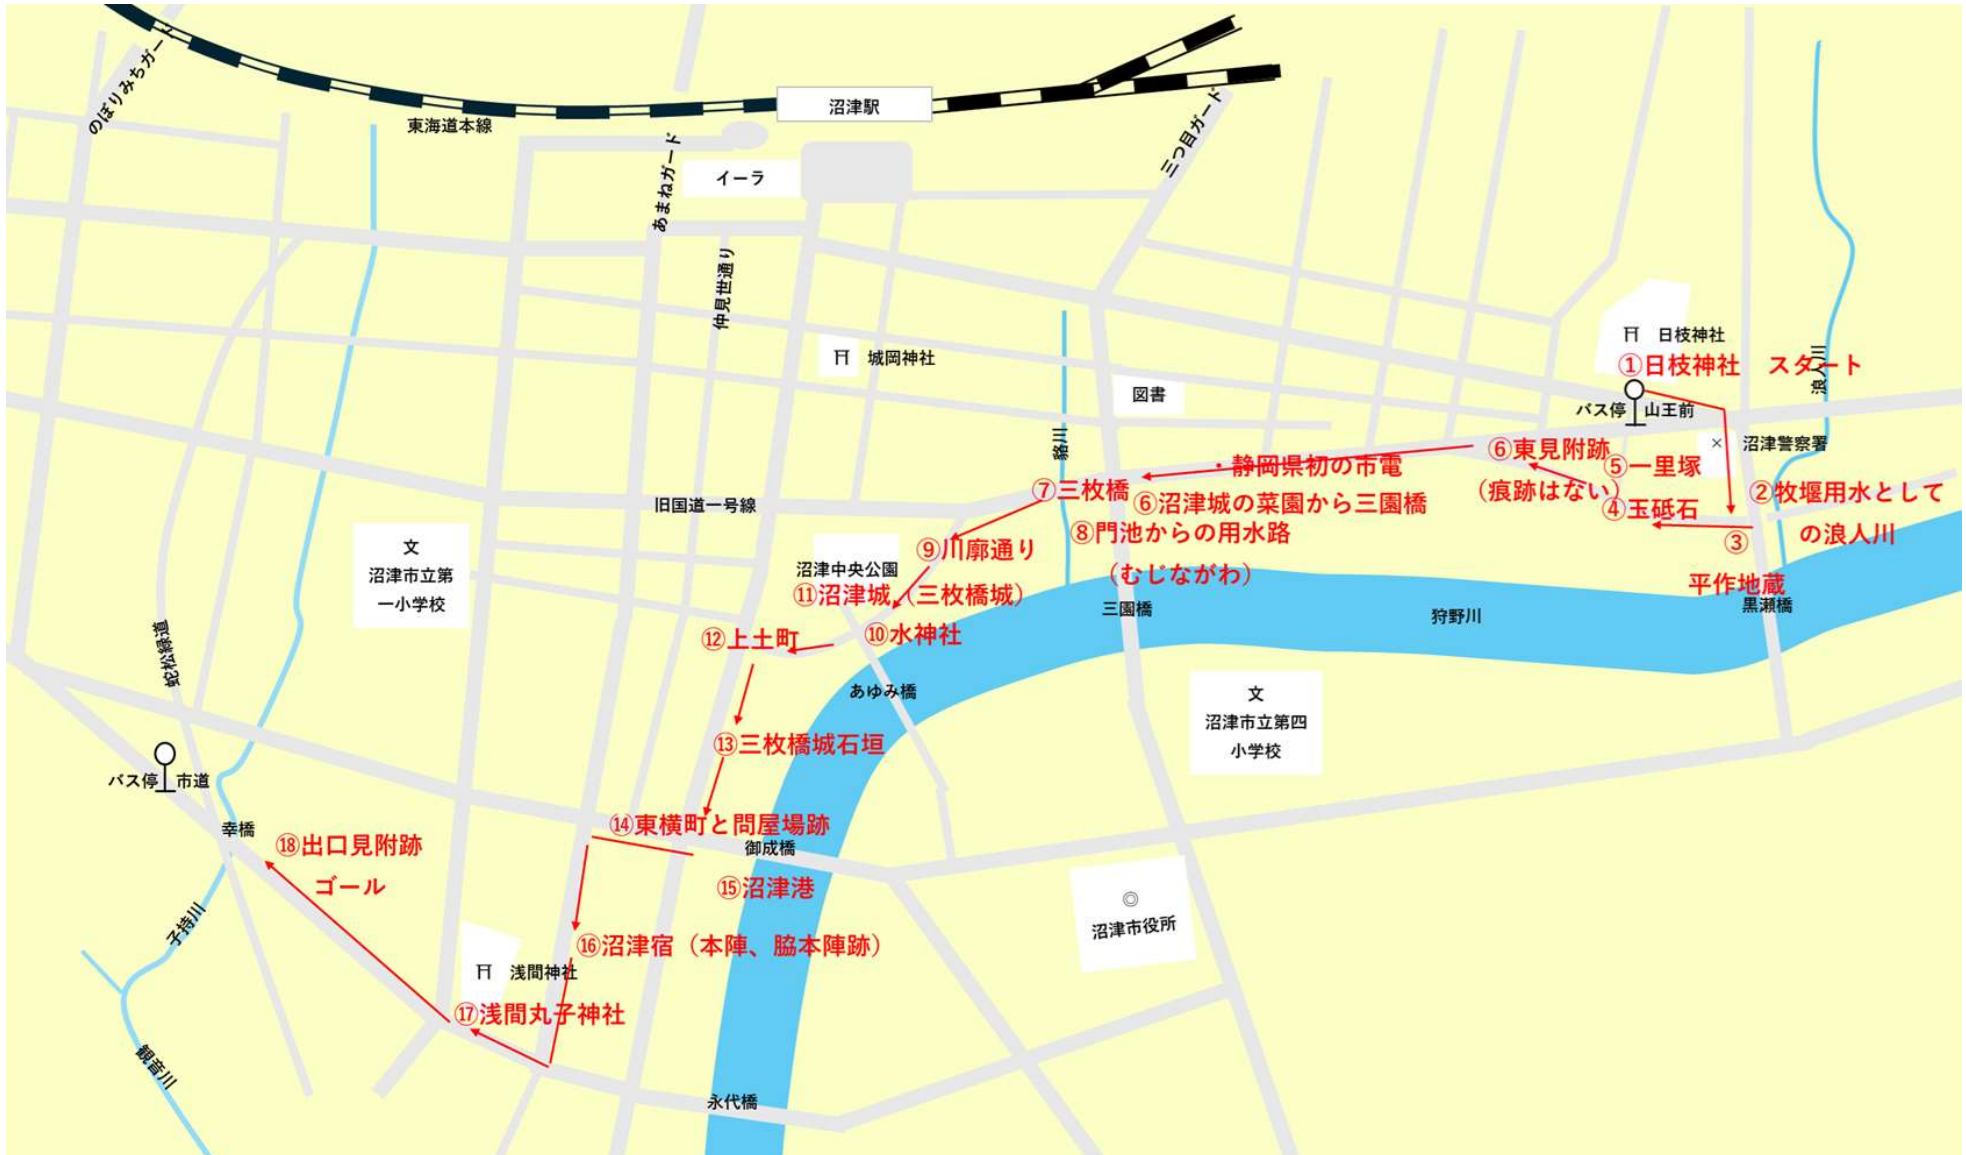 沼津駅
のぼりみちガード
東海道本線
あまねガード
イーラ
三つ目ガード
仲見世通り
城岡神社
日枝神社
①日枝神社　スタート
浪人川
図書
バス停 山王前
沼津警察署
狢川
⑥東見附跡
（痕跡はない）
⑤一里塚
・静岡県初の市電
②牧堰用水として
の浪人川
旧国道一号線
⑦三枚橋
⑥沼津城の菜園から三園橋
④玉砥石
⑧門池からの用水路
（むじながわ）
③
平作地蔵
文
沼津市立第
一小学校
⑨川廓通り
沼津中央公園
⑪沼津城（三枚橋城）
三園橋
狩野川
黒瀬橋
⑫上土町
⑩水神社
蛇松緑道
あゆみ橋
文
沼津市立第四
小学校
⑬三枚橋城石垣
バス停 市道
幸橋
⑭東横町と問屋場跡
御成橋
⑱出口見附跡
ゴール
⑮沼津港
◎
沼津市役所
子持川
⑯沼津宿（本陣、脇本陣跡）
浅間神社
⑰浅間丸子神社
観音川
永代橋